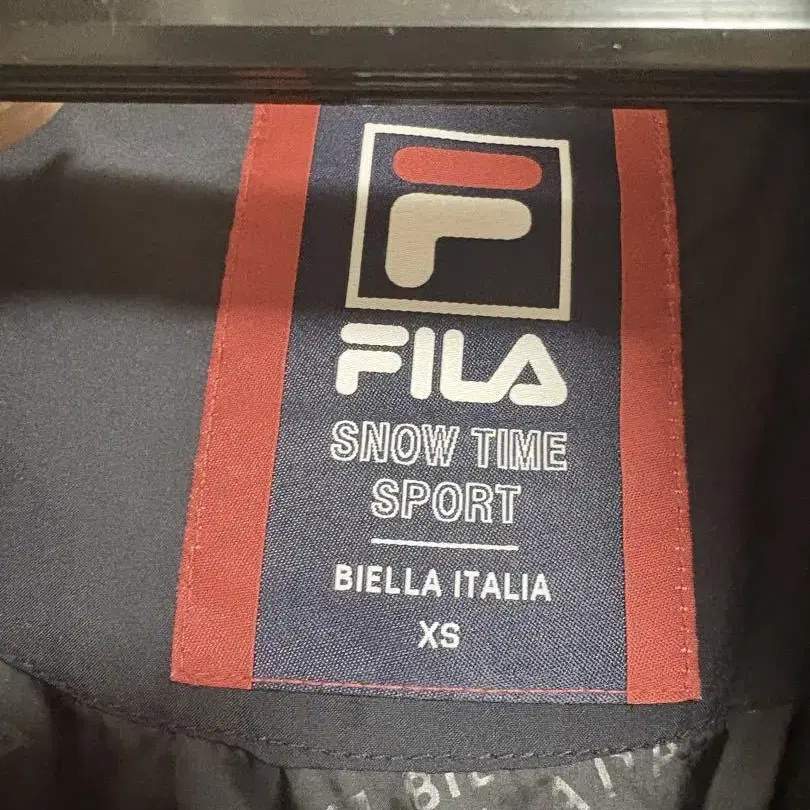 FILA
SNOW TIME
SPORT
BIELLA ITALIA
XS